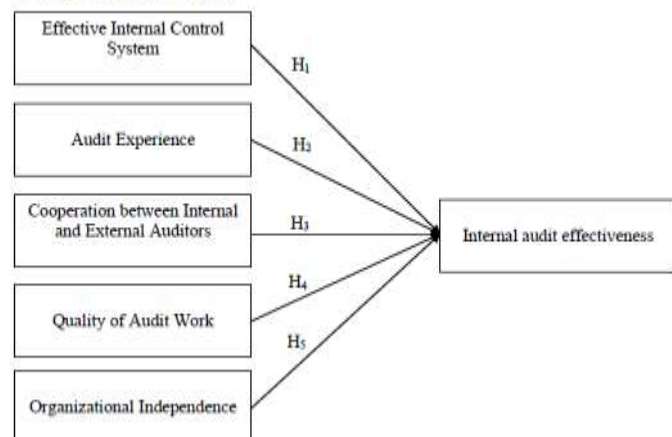 Effective Internal Control
System
H₁
Audit Experience
H₂
Cooperation between Internal
and External Auditors
H₃
Internal audit effectiveness
H₄
Quality of Audit Work
H₅
Organizational Independence